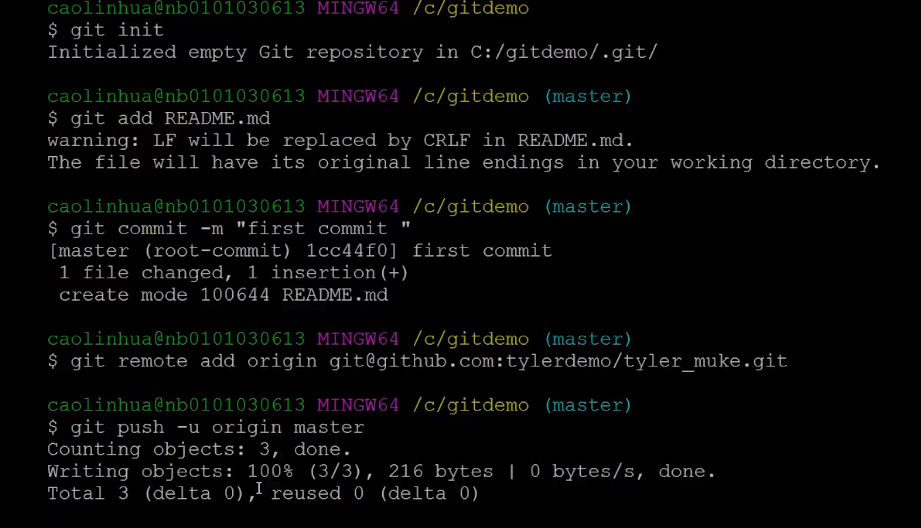 caolinhua@nb0101030613 MINGW64 /c/gitdemo
$ git init
Initialized empty Git repository in C:/gitdemo/.git/
caolinhua@nb0101030613 MINGW64 /c/gitdemo (master)
$ git add README.md
warning: LF will be replaced by CRLF in README.md.
The file will have its original line endings in your working directory.
caolinhua@nb0101030613 MINGW64 /c/gitdemo (master)
$ git commit -m "first commit "
[master (root-commit) 1cc44f0] first commit
 1 file changed, 1 insertion(+)
 create mode 100644 README.md
caolinhua@nb0101030613 MINGW64 /c/gitdemo (master)
$ git remote add origin git@github.com:tylerdemo/tyler_muke.git
caolinhua@nb0101030613 MINGW64 /c/gitdemo (master)
$ git push -u origin master
Counting objects: 3, done.
Writing objects: 100% (3/3), 216 bytes | 0 bytes/s, done.
Total 3 (delta 0), reused 0 (delta 0)